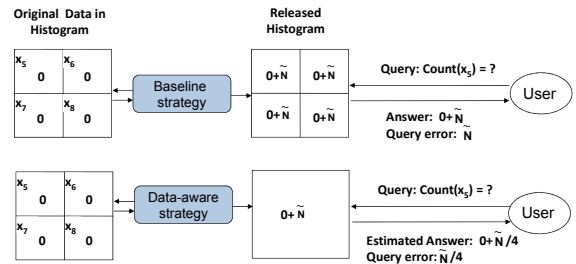 Original Data in Histogram
Released Histogram
x5 0
x6 0
x7 0
x8 0
Baseline strategy
0+Ñ
0+Ñ
0+Ñ
0+Ñ
Query: Count(x5) = ?
User
Answer: 0+Ñ
Query error: Ñ
x5 0
x6 0
x7 0
x8 0
Data-aware strategy
0+ Ñ
Query: Count(x5) = ?
User
Estimated Answer: 0+Ñ/4
Query error: Ñ/4